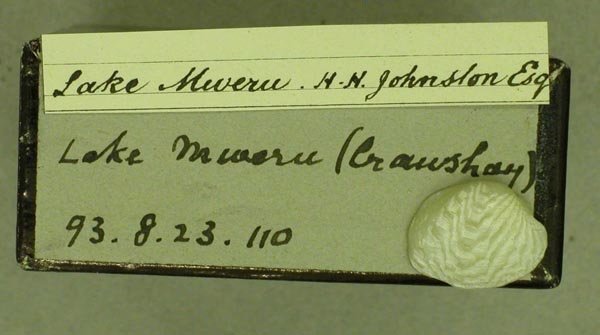 Lake Mweru. H. H. Johnston Esq
Lake Mweru (Crawshay)
93. 8. 23. 110